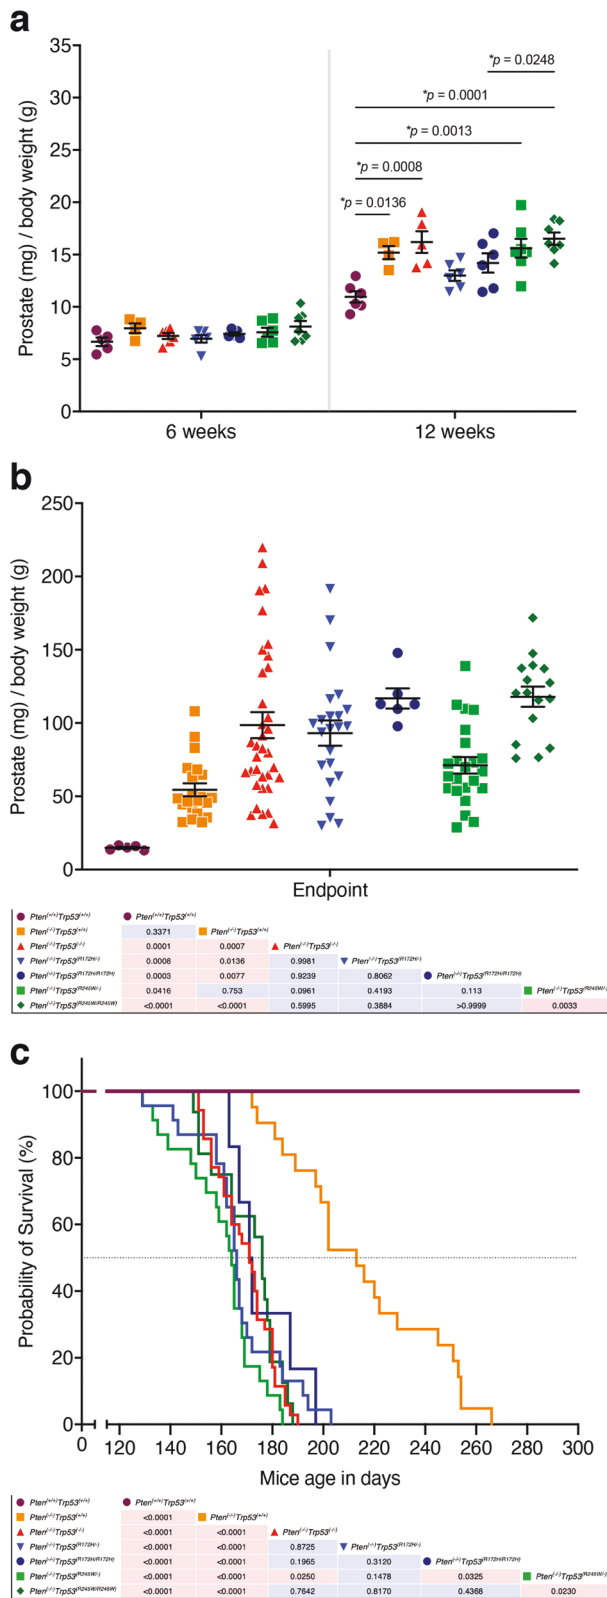 a
Prostate (mg) / body weight (g)
35
30
25
20
15
10
5
0
*p = 0.0248
*p = 0.0001
*p = 0.0013
*p = 0.0008
*p = 0.0136
6 weeks
12 weeks
b
Prostate (mg) / body weight (g)
250
200
150
100
50
0
Endpoint
Pten(+/+)Trp53(+/+) Pten(+/+)Trp53(+/+)
Pten(-/-)Trp53(+/+) 0.3371 Pten(-/-)Trp53(+/+)
Pten(-/-)Trp53(-/-) 0.0001 0.0007 Pten(-/-)Trp53(-/-)
Pten(-/-)Trp53(R172H/-) 0.0008 0.0136 0.9981 Pten(-/-)Trp53(R172H/-)
Pten(-/-)Trp53(R172H/R172H) 0.0003 0.0077 0.9239 0.8062 Pten(-/-)Trp53(R172H/R172H)
Pten(-/-)Trp53(R245W/-) 0.0416 0.753 0.0961 0.4193 0.113 Pten(-/-)Trp53(R245W/-)
Pten(-/-)Trp53(R245W/R245W) <0.0001 <0.0001 0.5995 0.3884 >0.9999 0.0033
c
Probability of Survival (%)
100
80
60
40
20
0
0 120 140 160 180 200 220 240 260 280 300
Mice age in days
Pten(+/+)Trp53(+/+) Pten(+/+)Trp53(+/+)
Pten(-/-)Trp53(+/+) <0.0001 Pten(-/-)Trp53(+/+)
Pten(-/-)Trp53(-/-) <0.0001 <0.0001 Pten(-/-)Trp53(-/-)
Pten(-/-)Trp53(R172H/-) <0.0001 <0.0001 0.8725 Pten(-/-)Trp53(R172H/-)
Pten(-/-)Trp53(R172H/R172H) <0.0001 <0.0001 0.1965 0.3120 Pten(-/-)Trp53(R172H/R172H)
Pten(-/-)Trp53(R245W/-) <0.0001 <0.0001 0.0250 0.1478 0.0325 Pten(-/-)Trp53(R245W/-)
Pten(-/-)Trp53(R245W/R245W) <0.0001 <0.0001 0.7642 0.8170 0.4368 0.0230